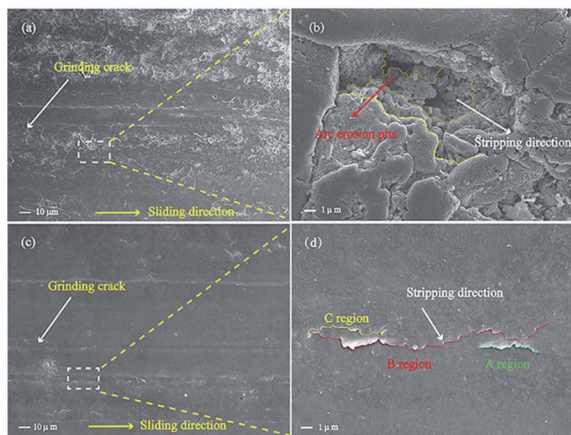 (a)
Grinding crack
10 μm
Sliding direction
(b)
Arc erosion pits
Stripping direction
1 μm
(c)
Grinding crack
10 μm
Sliding direction
(d)
Stripping direction
C region
B region
A region
1 μm